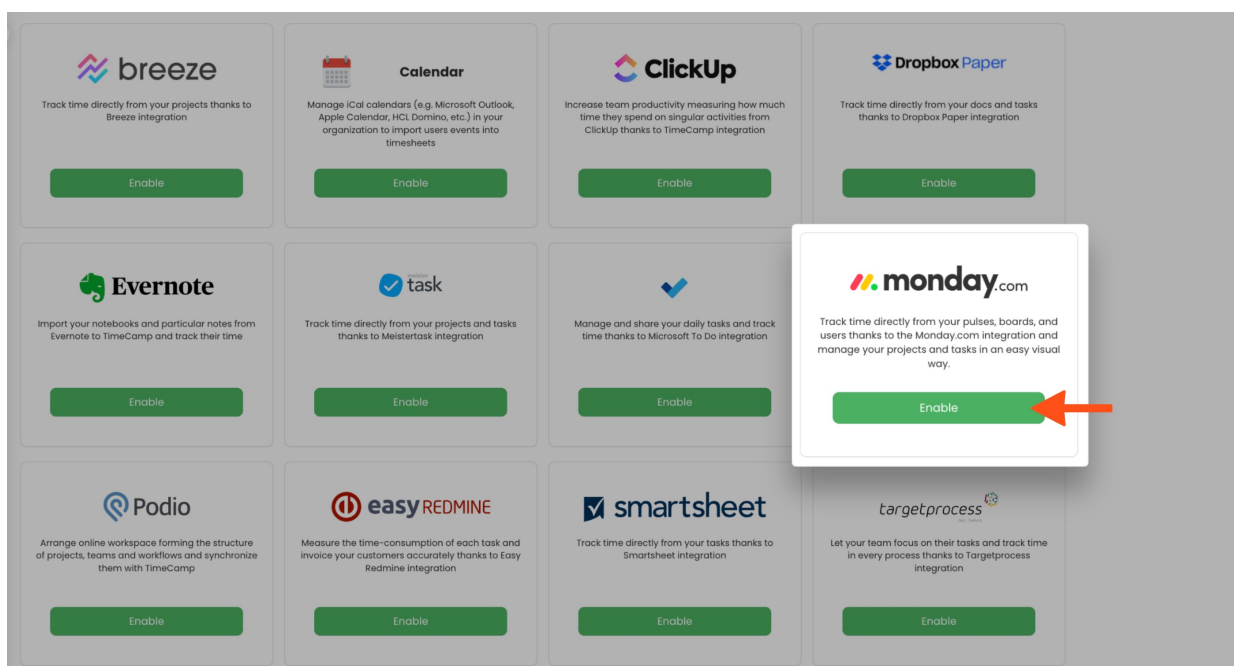 breeze
Track time directly from your projects thanks to
Breeze integration
Enable
Calendar
Manage iCal calendars (e.g. Microsoft Outlook,
Apple Calendar, HCL Domino, etc.) in your
organization to import users events into
timesheets
Enable
ClickUp
Increase team productivity measuring how much
time they spend on singular activities from
ClickUp thanks to TimeCamp integration
Enable
Dropbox Paper
Track time directly from your docs and tasks
thanks to Dropbox Paper integration
Enable
Evernote
Import your notebooks and particular notes from
Evernote to TimeCamp and track their time
Enable
meister
task
Track time directly from your projects and tasks
thanks to Meistertask integration
Enable
Manage and share your daily tasks and track
time thanks to Microsoft To Do integration
Enable
monday.com
Track time directly from your pulses, boards, and
users thanks to the Monday.com integration and
manage your projects and tasks in an easy visual
way.
Enable
Podio
Arrange online workspace forming the structure
of projects, teams and workflows and synchronize
them with TimeCamp
Enable
easy REDMINE
Measure the time-consumption of each task and
invoice your customers accurately thanks to Easy
Redmine integration
Enable
smartsheet
Track time directly from your tasks thanks to
Smartsheet integration
Enable
targetprocess
Let your team focus on their tasks and track time
in every process thanks to Targetprocess
integration
Enable